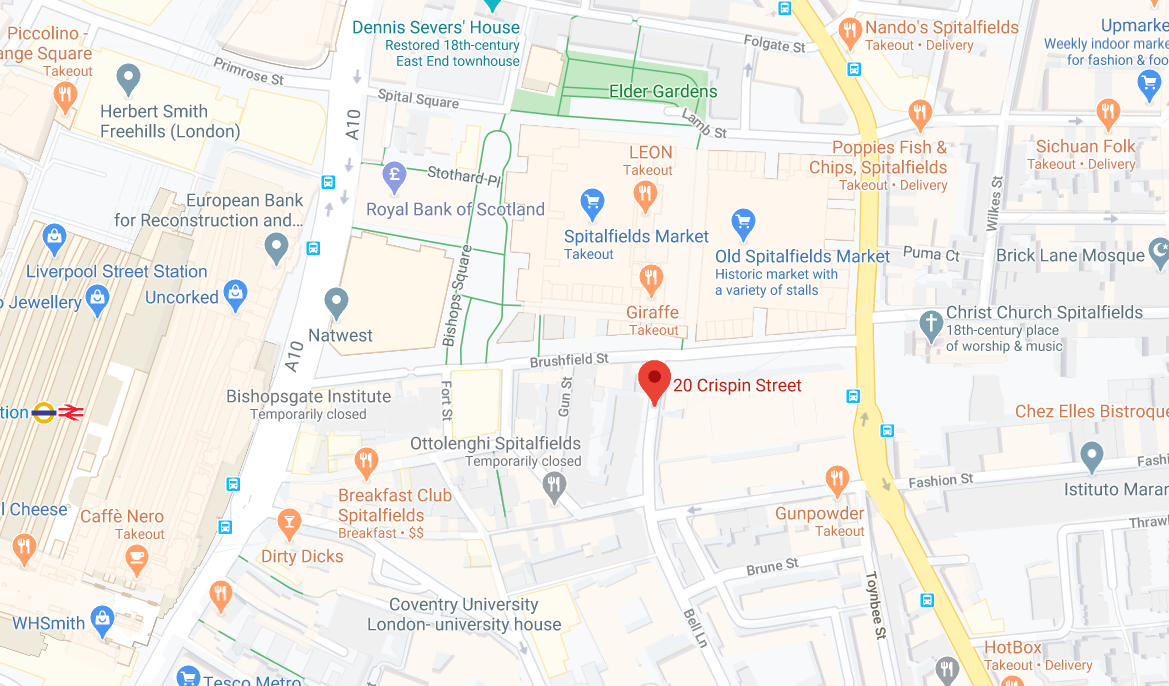 Piccolino -
ange Square
Takeout
Dennis Severs' House
Restored 18th-century
East End townhouse
Nando's Spitalfields
Takeout • Delivery
Upmarke
Weekly indoor marke
for fashion & foo
Folgate St
Primrose St
Herbert Smith
Freehills (London)
Spital Square
A10
Elder Gardens
Lamb St
Poppies Fish &
Chips, Spitalfields
Takeout • Delivery
Sichuan Folk
Takeout • Delivery
LEON
Takeout
£
Stothard-Pl
Royal Bank of Scotland
European Bank
for Reconstruction and...
Wilkes St
Spitalfields Market
Takeout
Old Spitalfields Market
Historic market with
a variety of stalls
Puma Ct
Brick Lane Mosque
Liverpool Street Station
o Jewellery
Uncorked
Bishops Square
Giraffe
Takeout
Christ Church Spitalfields
18th-century place
of worship & music
Natwest
A10
Brushfield St
20 Crispin Street
Bishopsgate Institute
Temporarily closed
Fort St
Gun St
tion
Chez Elles Bistroque
Ottolenghi Spitalfields
Temporarily closed
Fashion St
Fashi
Istituto Maran
l Cheese
Caffè Nero
Takeout
Breakfast Club
Spitalfields
Breakfast • $$
Gunpowder
Takeout
Thrawl
Dirty Dicks
Brune St
Toynbee St
Coventry University
London- university house
Bell Ln
WHSmith
HotBox
Takeout • Delivery
Tesco Metro